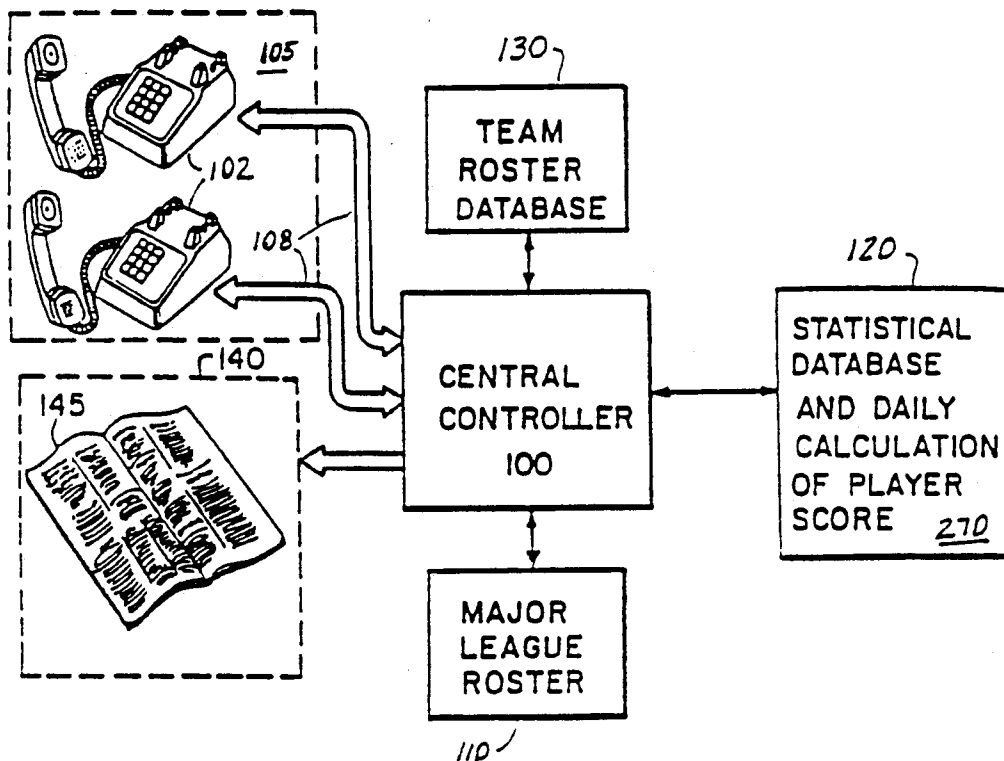 105
102
108
130
TEAM
ROSTER
DATABASE
120
STATISTICAL
DATABASE
AND DAILY
CALCULATION
OF PLAYER
SCORE 270
CENTRAL
CONTROLLER
100
140
145
MAJOR
LEAGUE
ROSTER
110